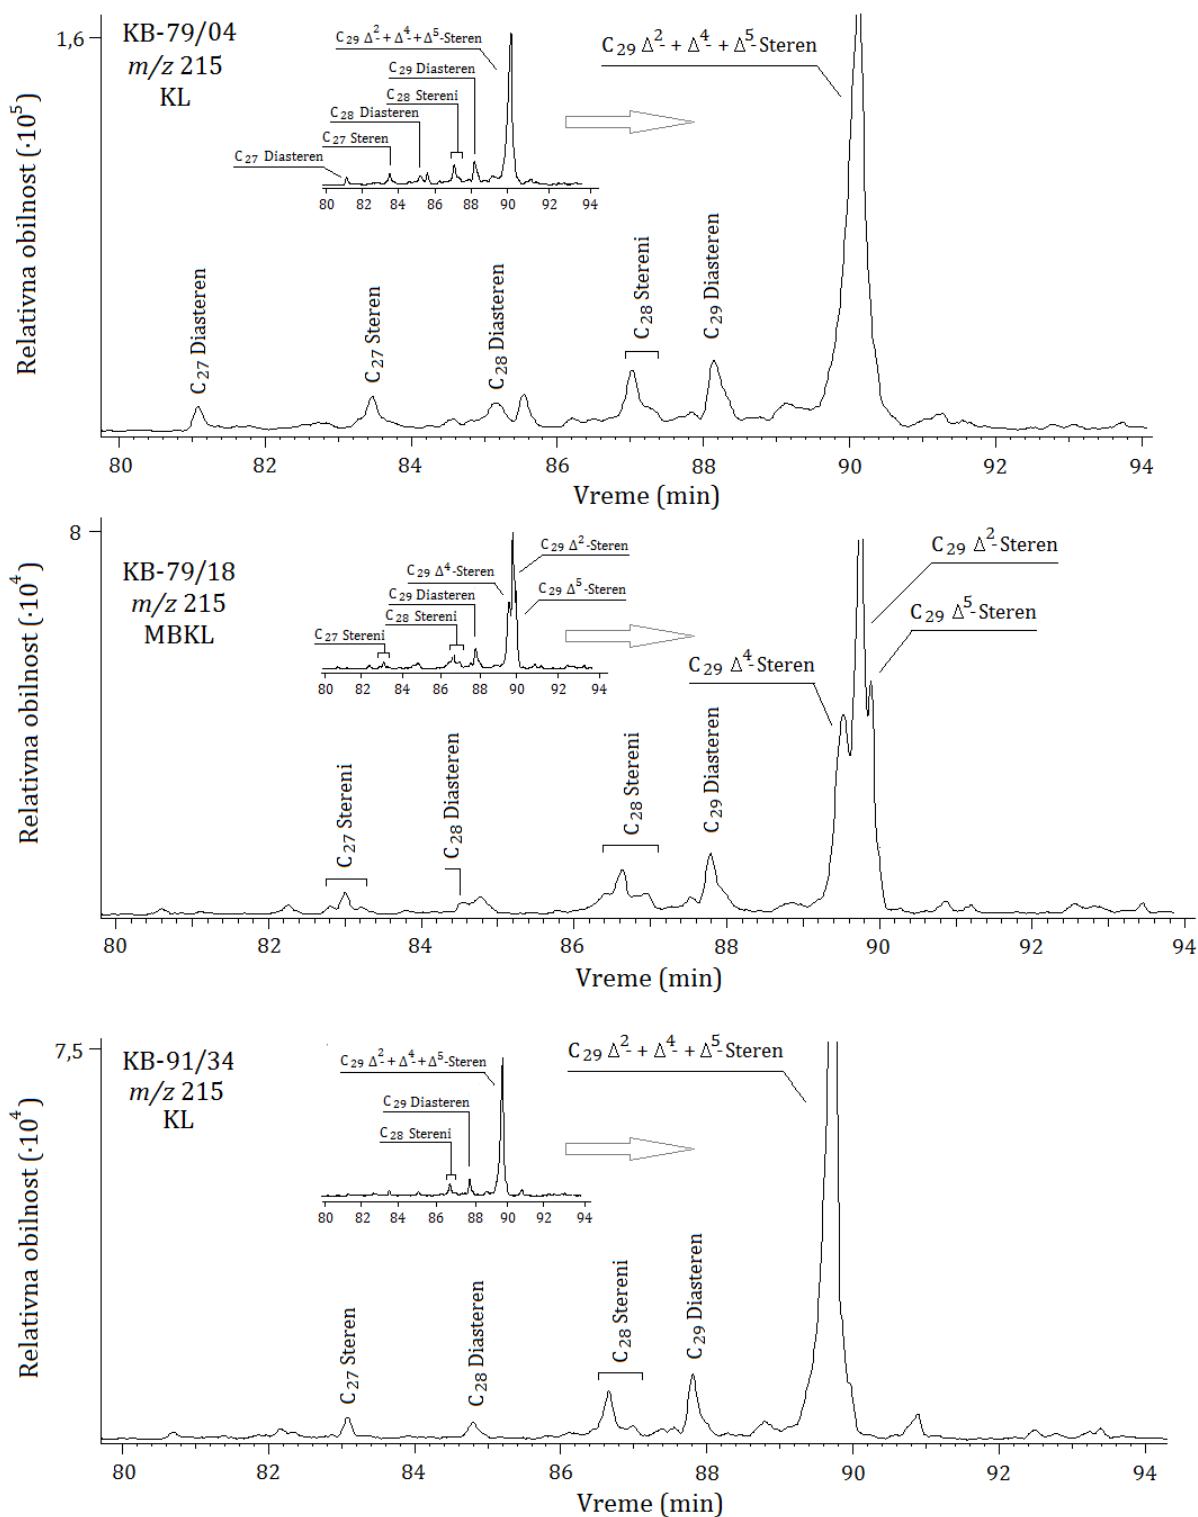 1,6
KB-79/04
m/z 215
KL
Relativna obilnost (·10⁵)
C₂₉ Δ²- + Δ⁴- + Δ⁵-Steren
C₂₉ Diasteren
C₂₈ Stereni
C₂₈ Diasteren
C₂₇ Steren
C₂₇ Diasteren
80 82 84 86 88 90 92 94
C₂₉ Δ²- + Δ⁴- + Δ⁵-Steren
C₂₇ Diasteren
C₂₇ Steren
C₂₈ Diasteren
C₂₈ Stereni
C₂₉ Diasteren
80 82 84 86 88 90 92 94
Vreme (min)
8
KB-79/18
m/z 215
MBKL
Relativna obilnost (·10⁴)
C₂₉ Δ²-Steren
C₂₉ Δ⁴-Steren
C₂₉ Δ⁵-Steren
C₂₉ Diasteren
C₂₈ Stereni
C₂₇ Stereni
80 82 84 86 88 90 92 94
C₂₉ Δ²-Steren
C₂₉ Δ⁵-Steren
C₂₉ Δ⁴-Steren
C₂₇ Stereni
C₂₈ Diasteren
C₂₈ Stereni
C₂₉ Diasteren
80 82 84 86 88 90 92 94
Vreme (min)
7,5
KB-91/34
m/z 215
KL
Relativna obilnost (·10⁴)
C₂₉ Δ²- + Δ⁴- + Δ⁵-Steren
C₂₉ Diasteren
C₂₈ Stereni
80 82 84 86 88 90 92 94
C₂₉ Δ²- + Δ⁴- + Δ⁵-Steren
C₂₇ Steren
C₂₈ Diasteren
C₂₈ Stereni
C₂₉ Diasteren
80 82 84 86 88 90 92 94
Vreme (min)